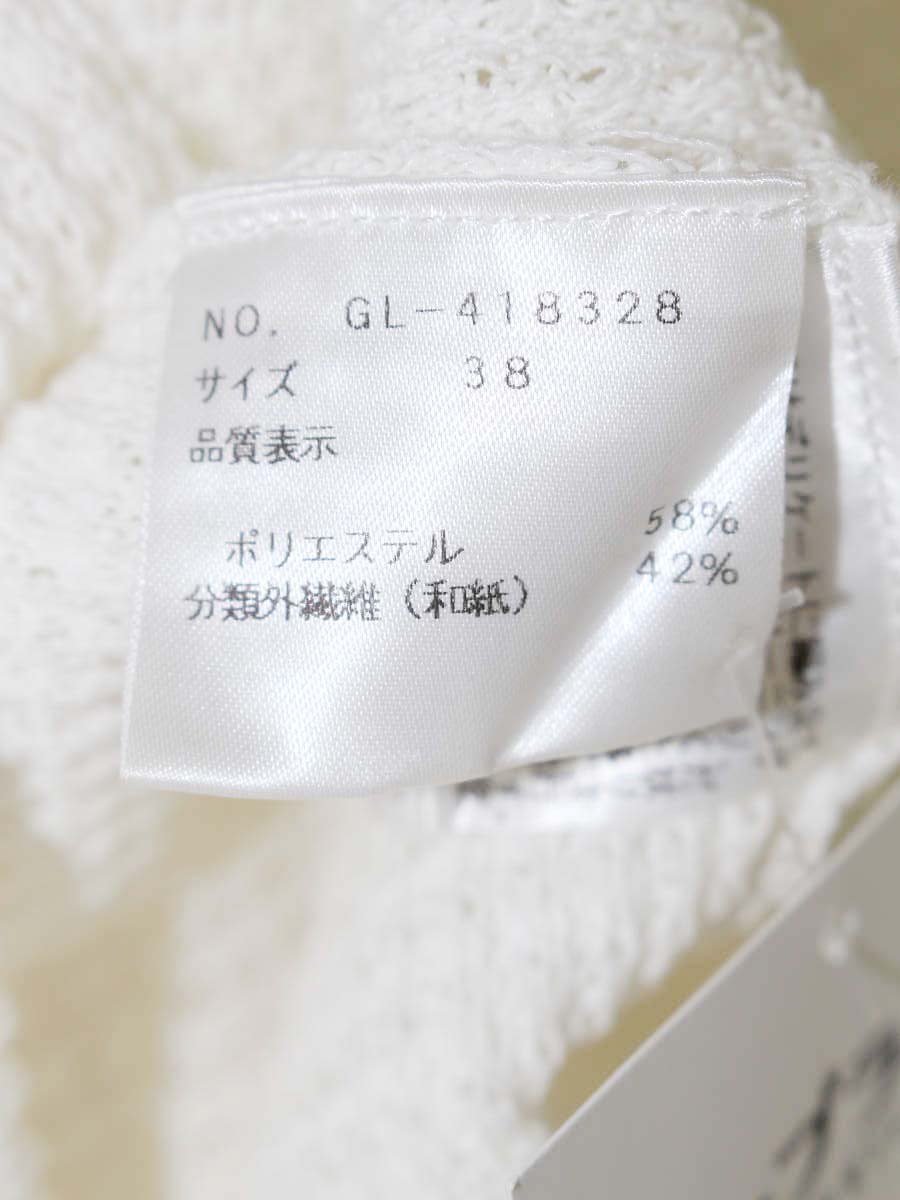 NO. GL-418328
サイズ 38
品質表示
ポリエステル 58%
分類外繊維(和紙) 42%